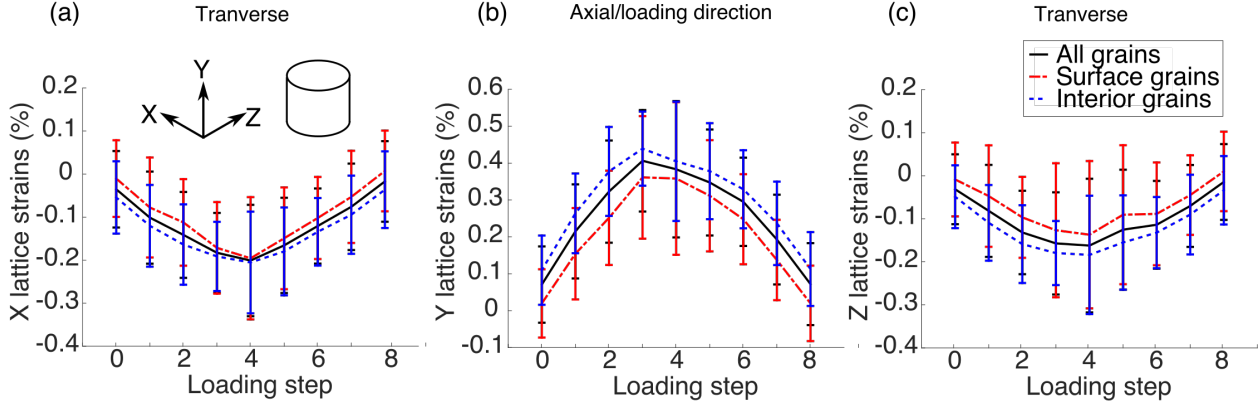 (a) Tranverse
X lattice strains (%)
0.2
0.1
0
-0.1
-0.2
-0.3
-0.4
Y
X
Z
0 2 4 6 8
Loading step
(b) Axial/loading direction
Y lattice strains (%)
0.6
0.5
0.4
0.3
0.2
0.1
0
-0.1
0 2 4 6 8
Loading step
(c) Tranverse
All grains
Surface grains
Interior grains
Z lattice strains (%)
0.2
0.1
0
-0.1
-0.2
-0.3
-0.4
0 2 4 6 8
Loading step